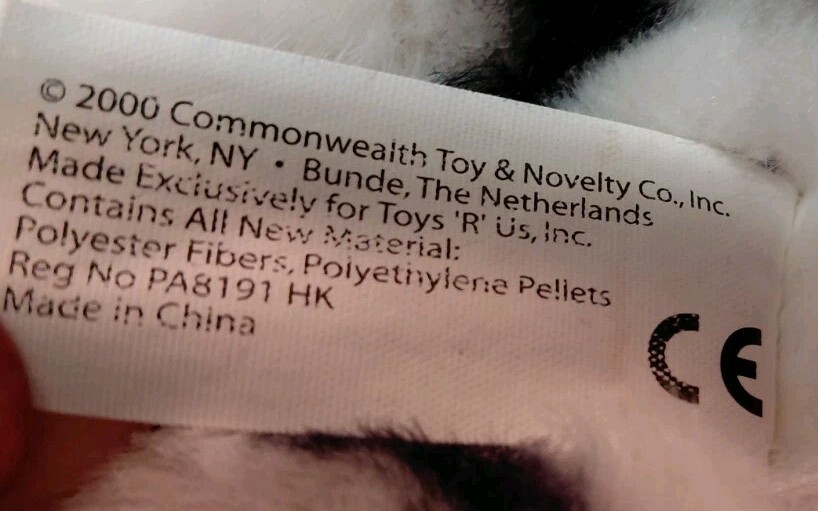 © 2000 Commonwealth Toy & Novelty Co., Inc.
New York, NY • Bunde, The Netherlands
Made Exclusively for Toys 'R' Us, Inc.
Contains All New Material:
Polyester Fibers, Polyethylene Pellets
Reg No PA8191 HK
Made in China
CE